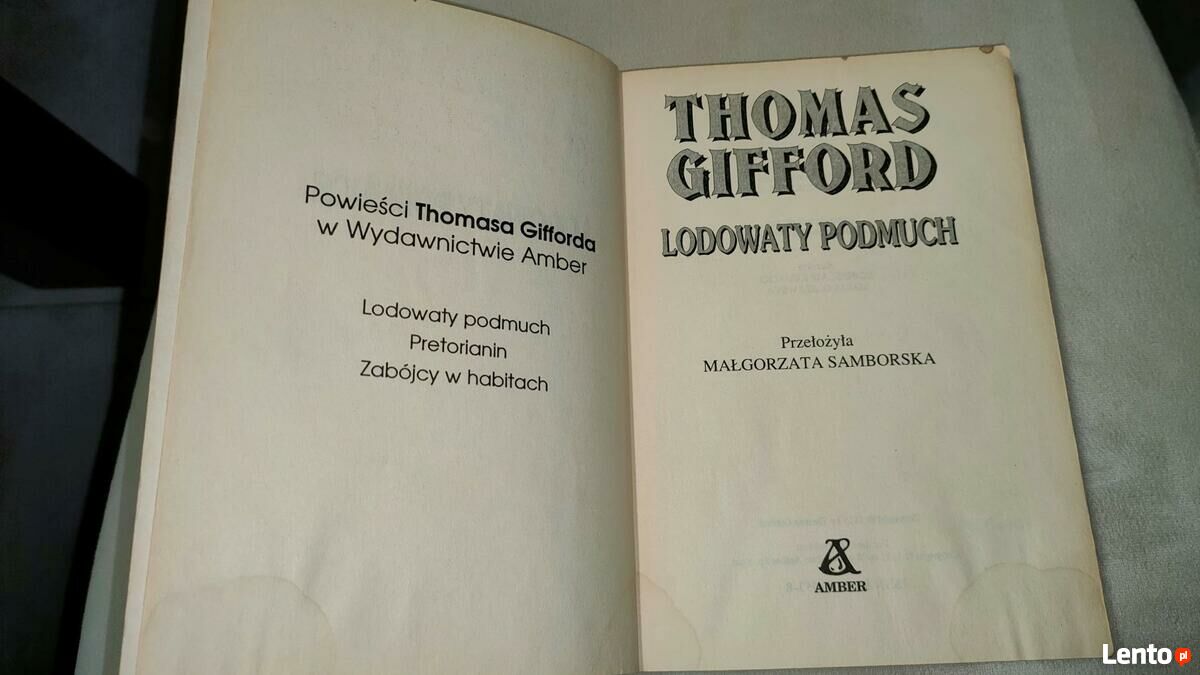 Powieści Thomasa Gifforda
w Wydawnictwie Amber
Lodowaty podmuch
Pretorianin
Zabójcy w habitach
THOMAS
GIFFORD
LODOWATY PODMUCH
Przełożyła
MAŁGORZATA SAMBORSKA
AMBER
Lento.pl